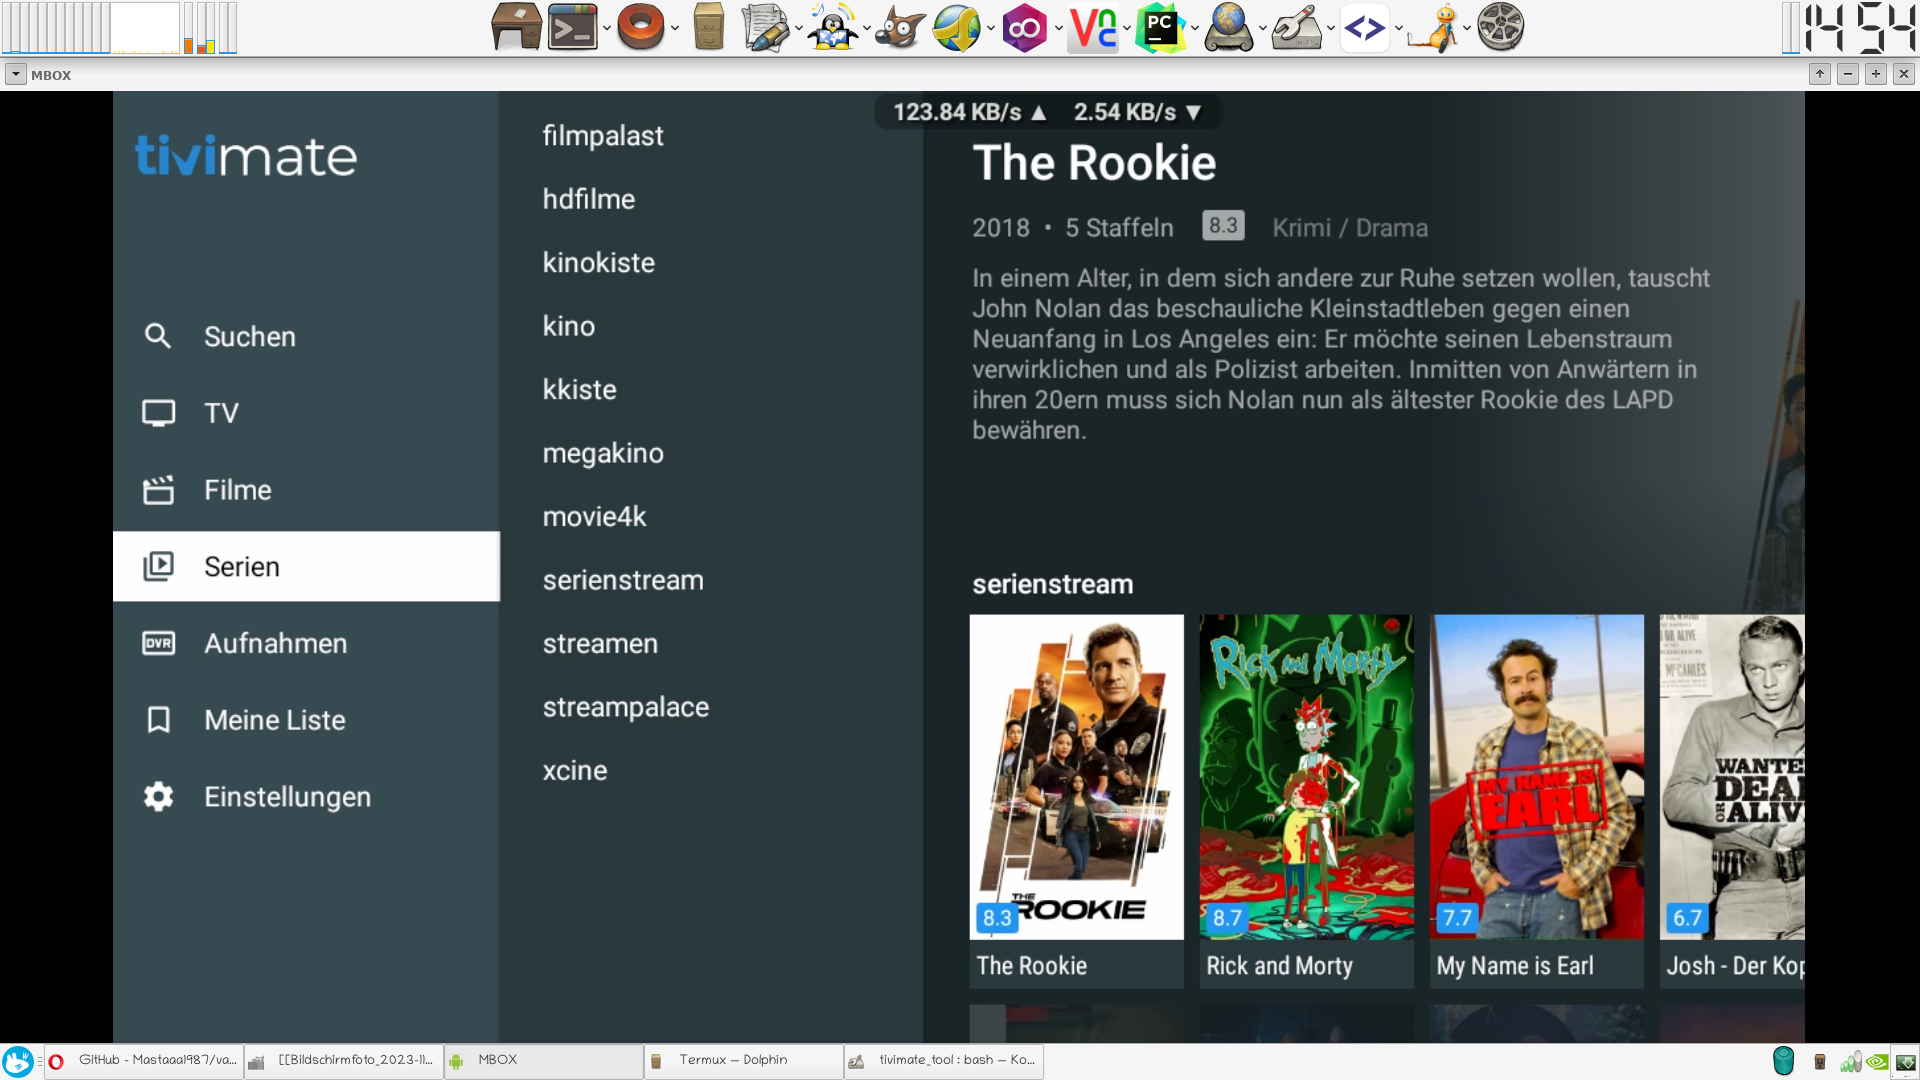 14 54
MBOX
tivimate
Suchen
TV
Filme
Serien
DVR Aufnahmen
Meine Liste
Einstellungen
filmpalast
hdfilme
kinokiste
kino
kkiste
megakino
movie4k
serienstream
streamen
streampalace
xcine
123.84 KB/s ▲ 2.54 KB/s ▼
The Rookie
2018 • 5 Staffeln 8.3 Krimi / Drama
In einem Alter, in dem sich andere zur Ruhe setzen wollen, tauscht
John Nolan das beschauliche Kleinstadtleben gegen einen
Neuanfang in Los Angeles ein: Er möchte seinen Lebenstraum
verwirklichen und als Polizist arbeiten. Inmitten von Anwärtern in
ihren 20ern muss sich Nolan nun als ältester Rookie des LAPD
bewähren.
serienstream
THE
ROOKIE
8.3
The Rookie
Rick and Morty
8.7
Rick and Morty
MY NAME IS
EARL
7.7
My Name is Earl
OR ALIVE
WANTE
DEA
OR ALIV
6.7
Josh - Der Kop
GitHub - Mastaaa1987/va...
[[Bildschirmfoto_2023-11...
MBOX
Termux — Dolphin
tivimate_tool : bash — Ko...